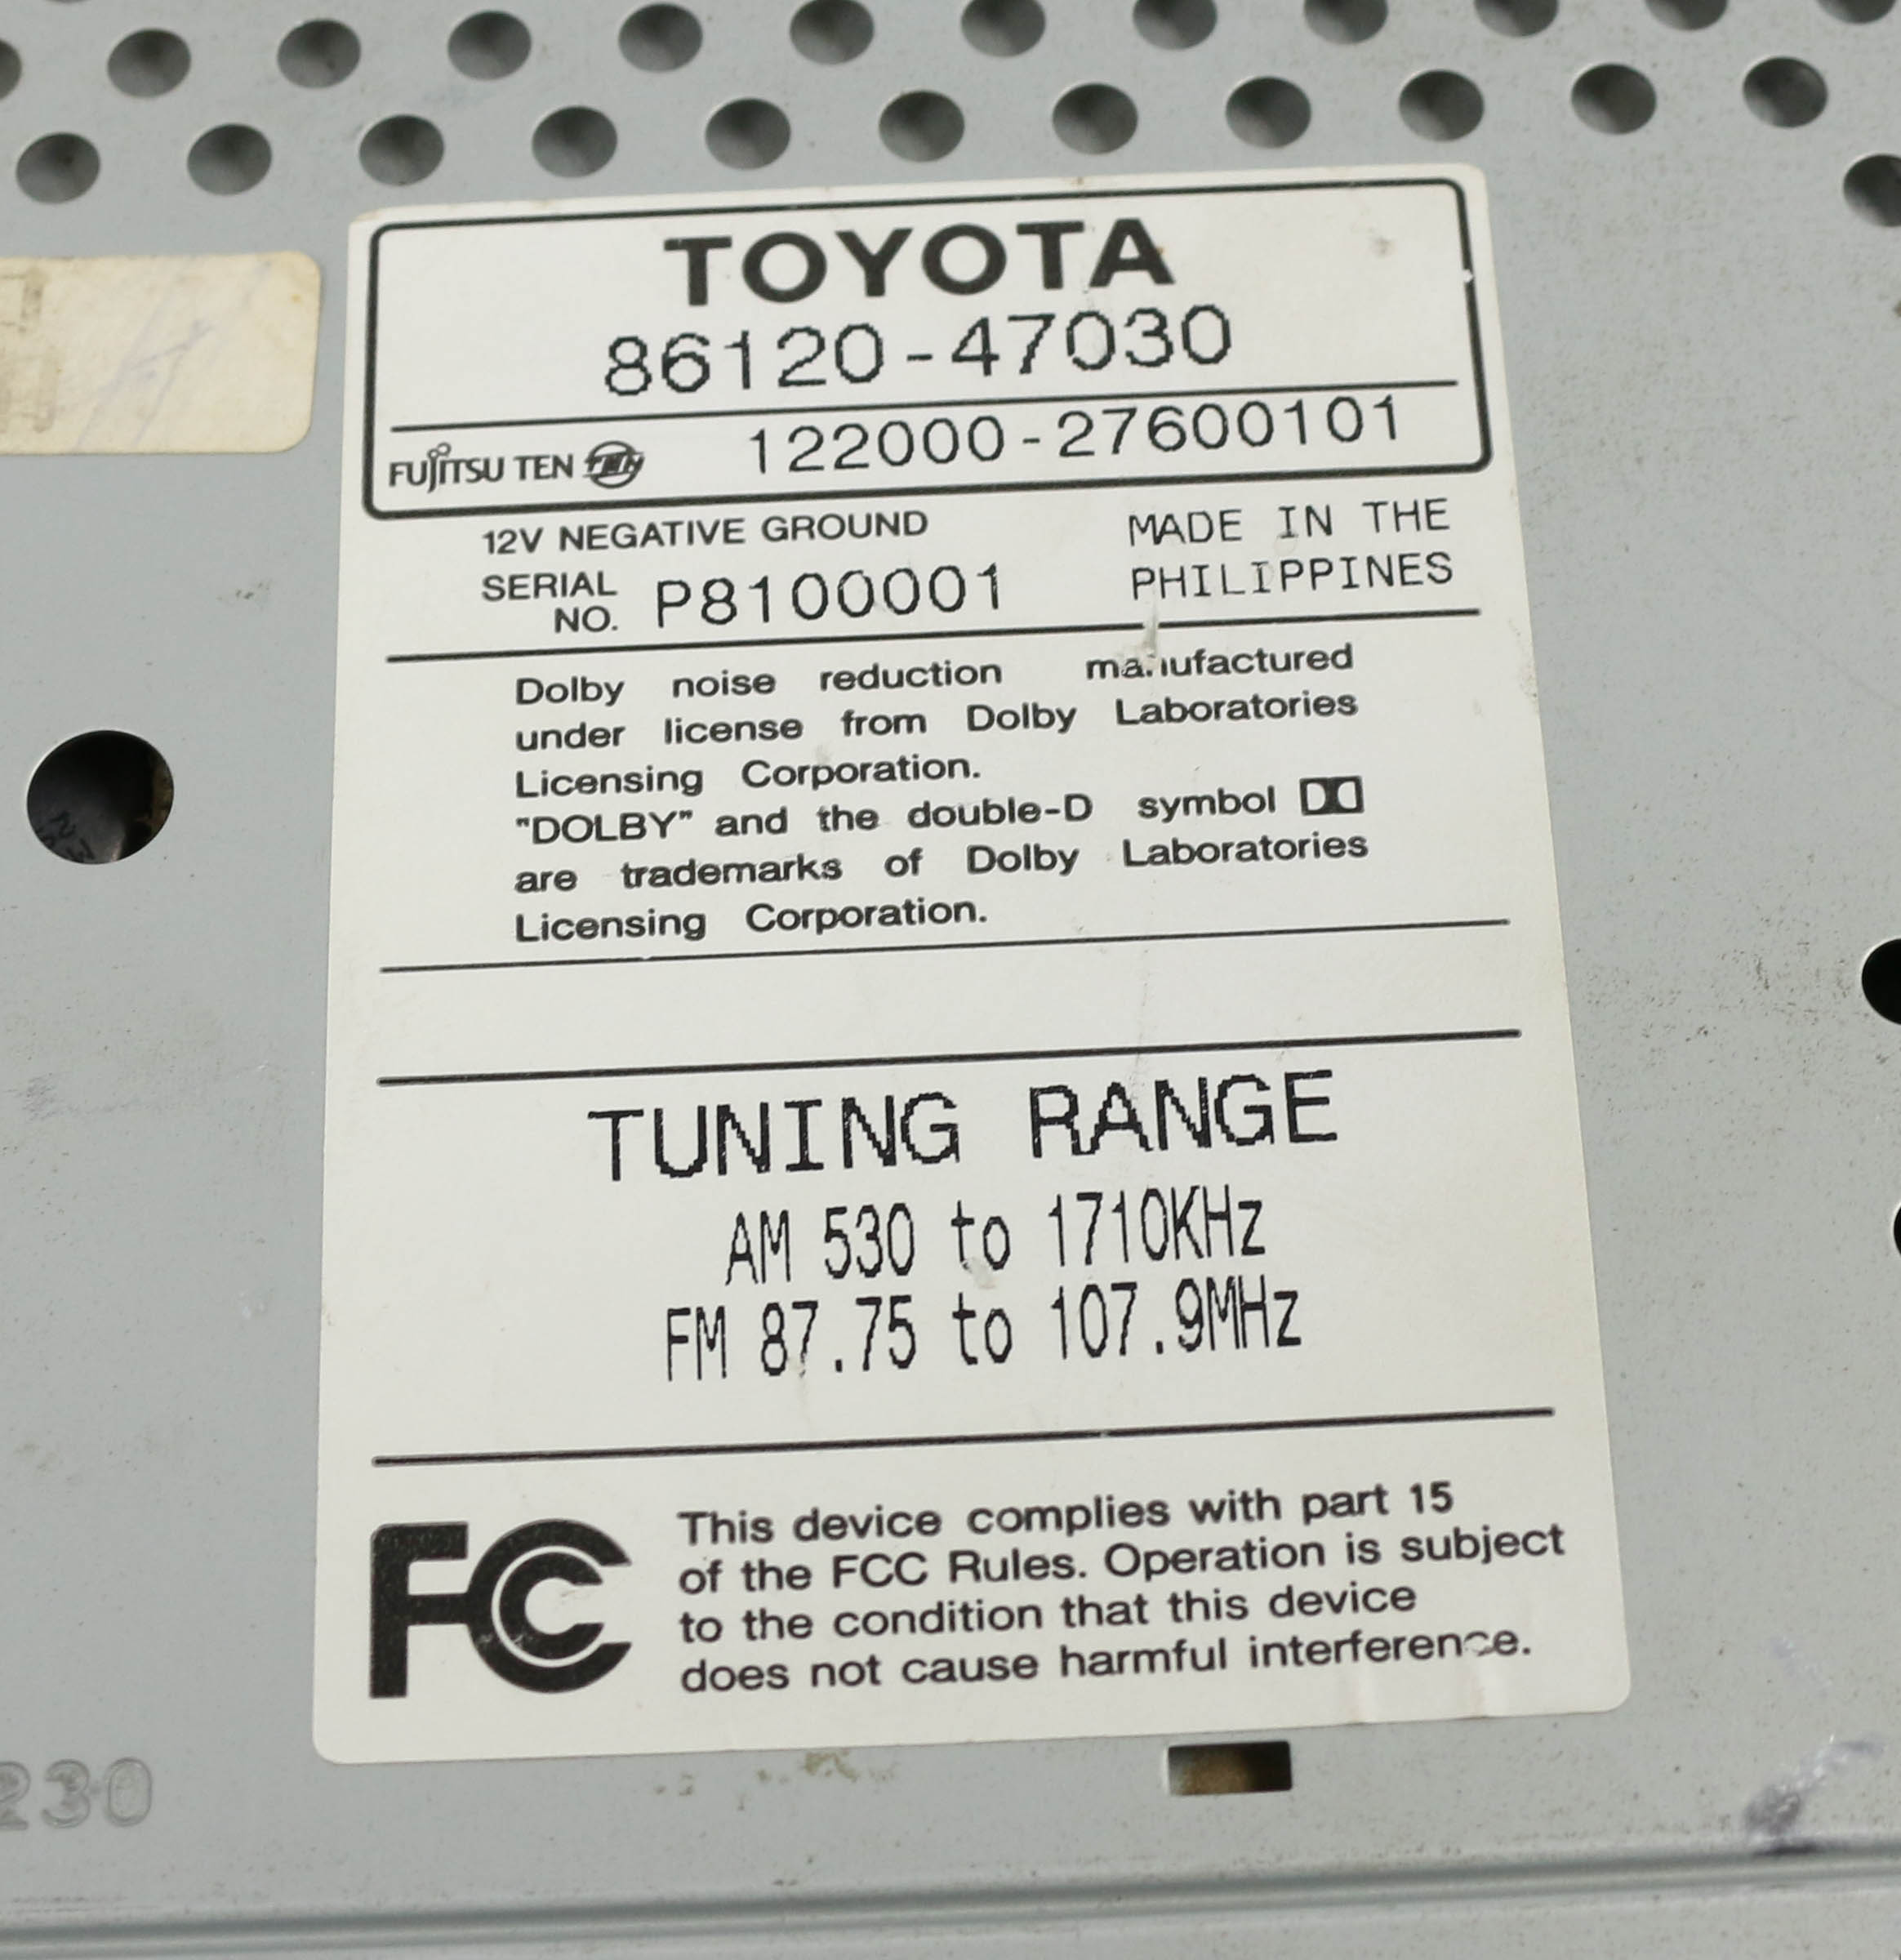 TOYOTA
86120-47030
FUJITSU TEN 122000-27600101
12V NEGATIVE GROUND
SERIAL NO. P8100001
MADE IN THE
PHILIPPINES
Dolby noise reduction manufactured
under license from Dolby Laboratories
Licensing Corporation.
"DOLBY" and the double-D symbol
are trademarks of Dolby Laboratories
Licensing Corporation.
TUNING RANGE
AM 530 to 1710KHz
FM 87.75 to 107.9MHz
FC
This device complies with part 15
of the FCC Rules. Operation is subject
to the condition that this device
does not cause harmful interference.
230